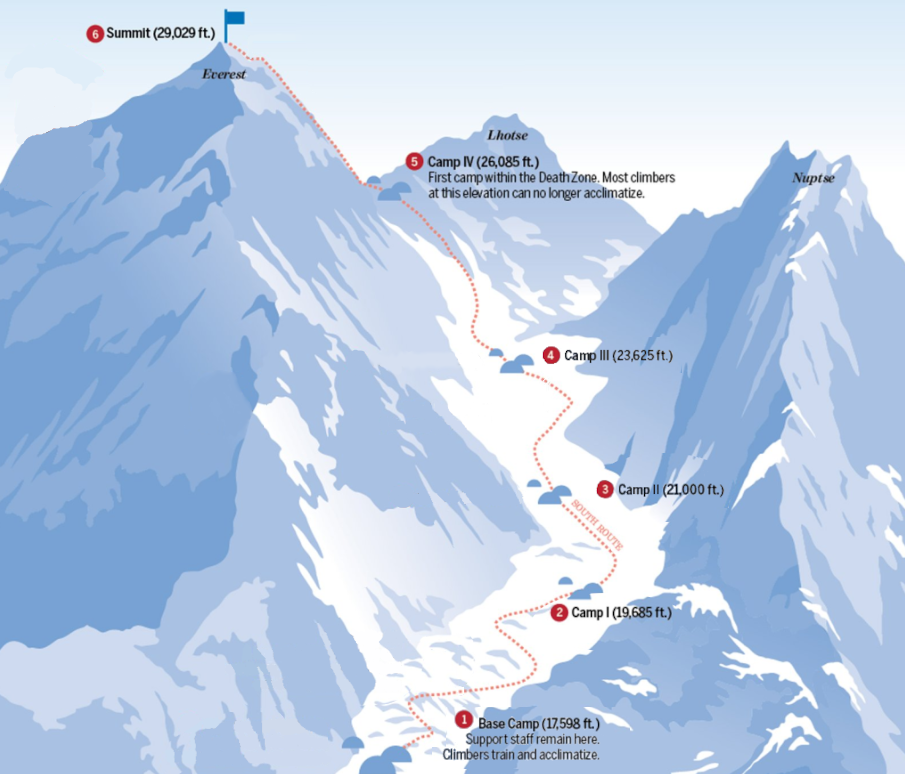 6 Summit (29,029 ft.)
Everest
Lhotse
5 Camp IV (26,085 ft.)
First camp within the Death Zone. Most climbers
at this elevation can no longer acclimatize.
Nuptse
4 Camp III (23,625 ft.)
3 Camp II (21,000 ft.)
SOUTH ROUTE
2 Camp I (19,685 ft.)
1 Base Camp (17,598 ft.)
Support staff remain here.
Climbers train and acclimatize.